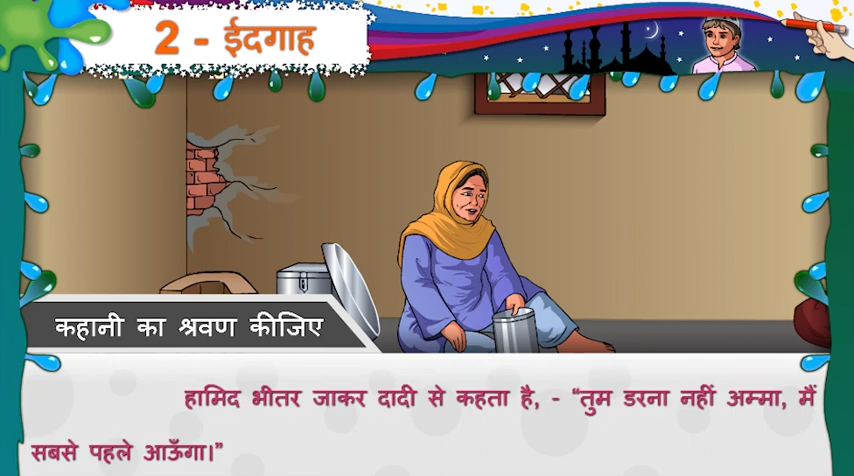 2 - ईदगाह
कहानी का श्रवण कीजिए
हामिद भीतर जाकर दादी से कहता है, - “तुम डरना नहीं अम्मा, मैं
सबसे पहले आऊँगा।”